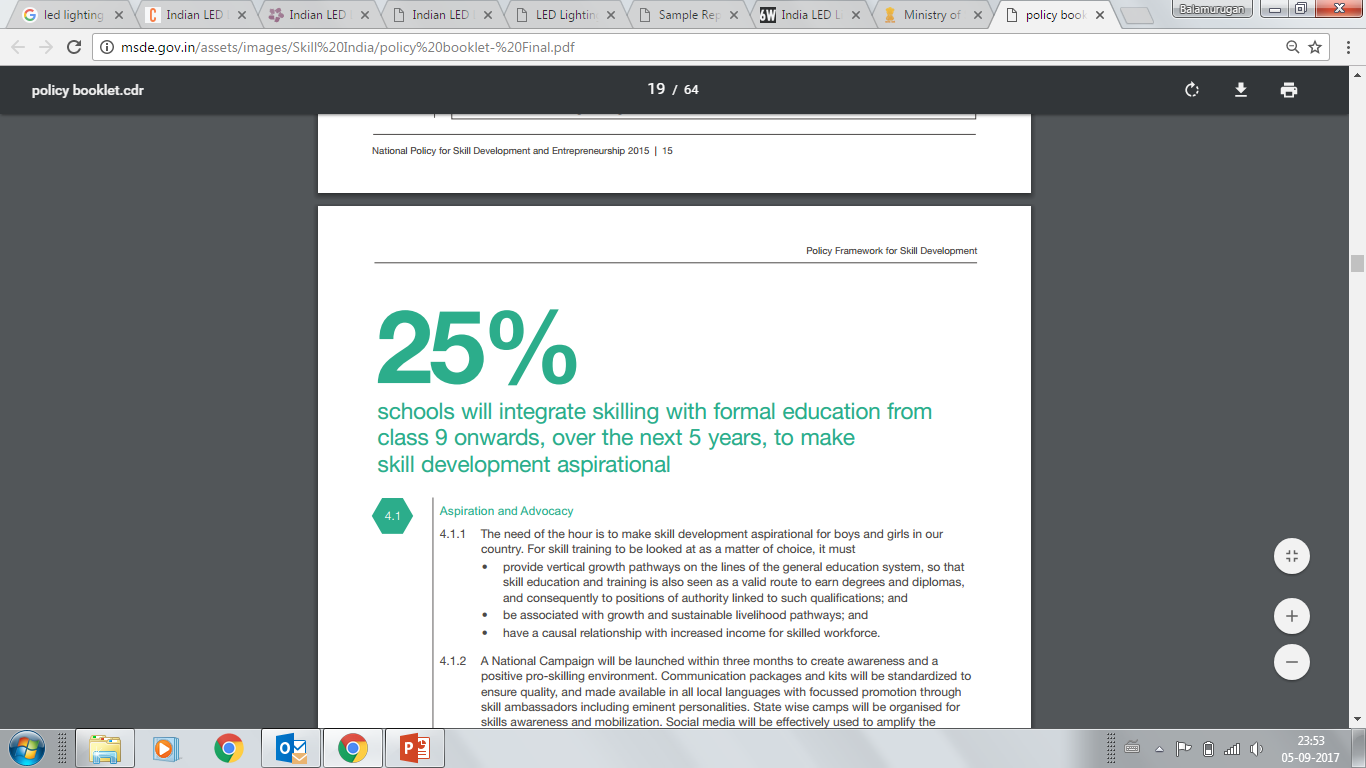 led lighting
Indian LED
Indian LED
Indian LED
LED Lightin
Sample Rep
India LED L
Ministry of
policy book
Balamurugan
msde.gov.in/assets/images/Skill%20India/policy%20booklet-%20Final.pdf
policy booklet.cdr
19 / 64
National Policy for Skill Development and Entrepreneurship 2015 | 15
Policy Framework for Skill Development
25%
schools will integrate skilling with formal education from
class 9 onwards, over the next 5 years, to make
skill development aspirational
4.1
Aspiration and Advocacy
4.1.1 The need of the hour is to make skill development aspirational for boys and girls in our
country. For skill training to be looked at as a matter of choice, it must
• provide vertical growth pathways on the lines of the general education system, so that
skill education and training is also seen as a valid route to earn degrees and diplomas,
and consequently to positions of authority linked to such qualifications; and
• be associated with growth and sustainable livelihood pathways; and
• have a causal relationship with increased income for skilled workforce.
4.1.2 A National Campaign will be launched within three months to create awareness and a
positive pro-skilling environment. Communication packages and kits will be standardized to
ensure quality, and made available in all local languages with focussed promotion through
skill ambassadors including eminent personalities. State wise camps will be organised for
skills awareness and mobilization. Social media will be effectively used to amplify the
23:53
05-09-2017